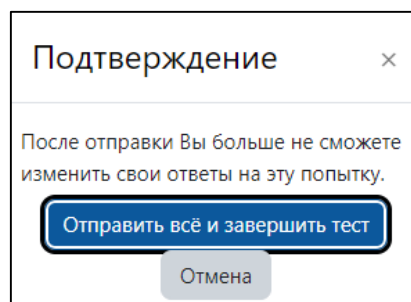 Подтверждение ×
После отправки Вы больше не сможете
изменить свои ответы на эту попытку.
Отправить всё и завершить тест
Отмена